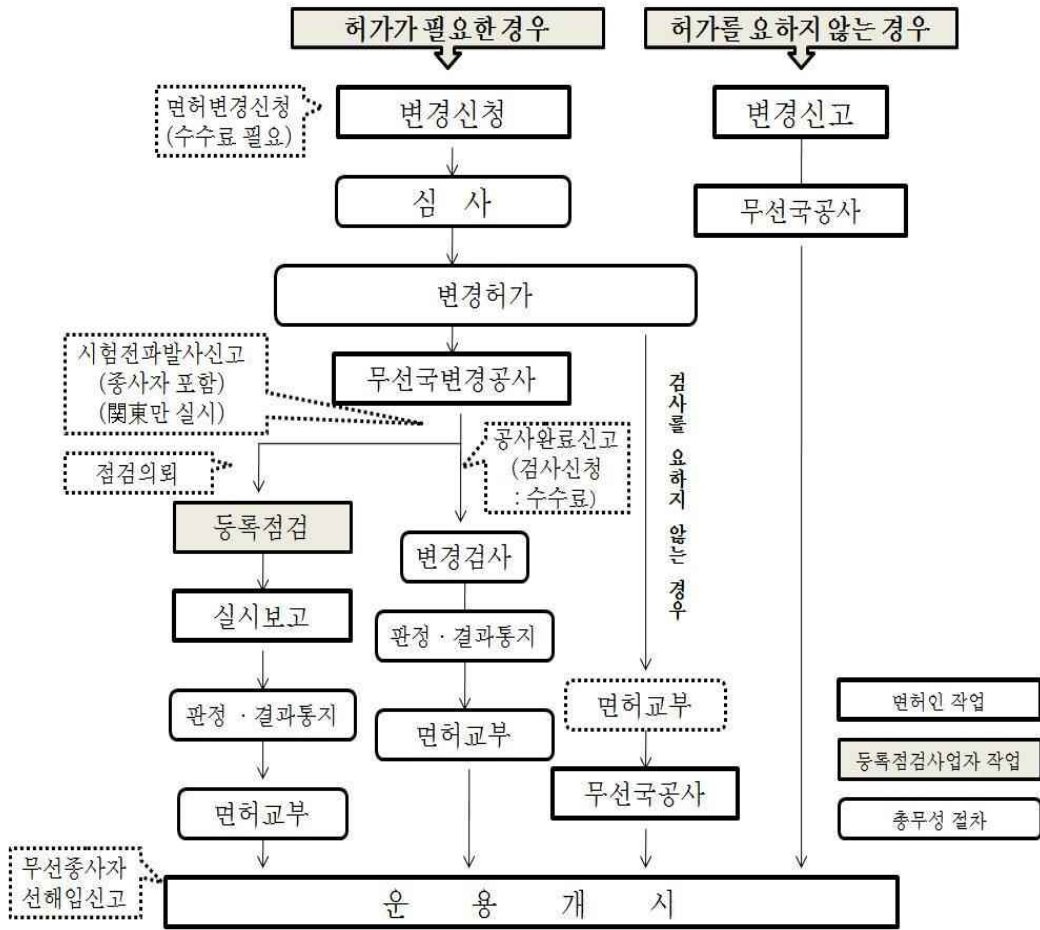 허가가 필요한 경우
허가를 요하지 않는 경우
면허변경신청
(수수료 필요)
변경신청
변경신고
심 사
무선국공사
변경허가
시험전파발사신고
(종사자 포함)
(関東만 실시)
무선국변경공사
검사를 요하지 않는 경우
점검의뢰
공사완료신고
(검사신청
: 수수료)
등록점검
변경검사
실시보고
판정 · 결과통지
판정 · 결과통지
면허교부
면허교부
면허교부
무선국공사
면허인 작업
등록점검사업자 작업
총무성 절차
무선종사자
선해임신고
운 용 개 시